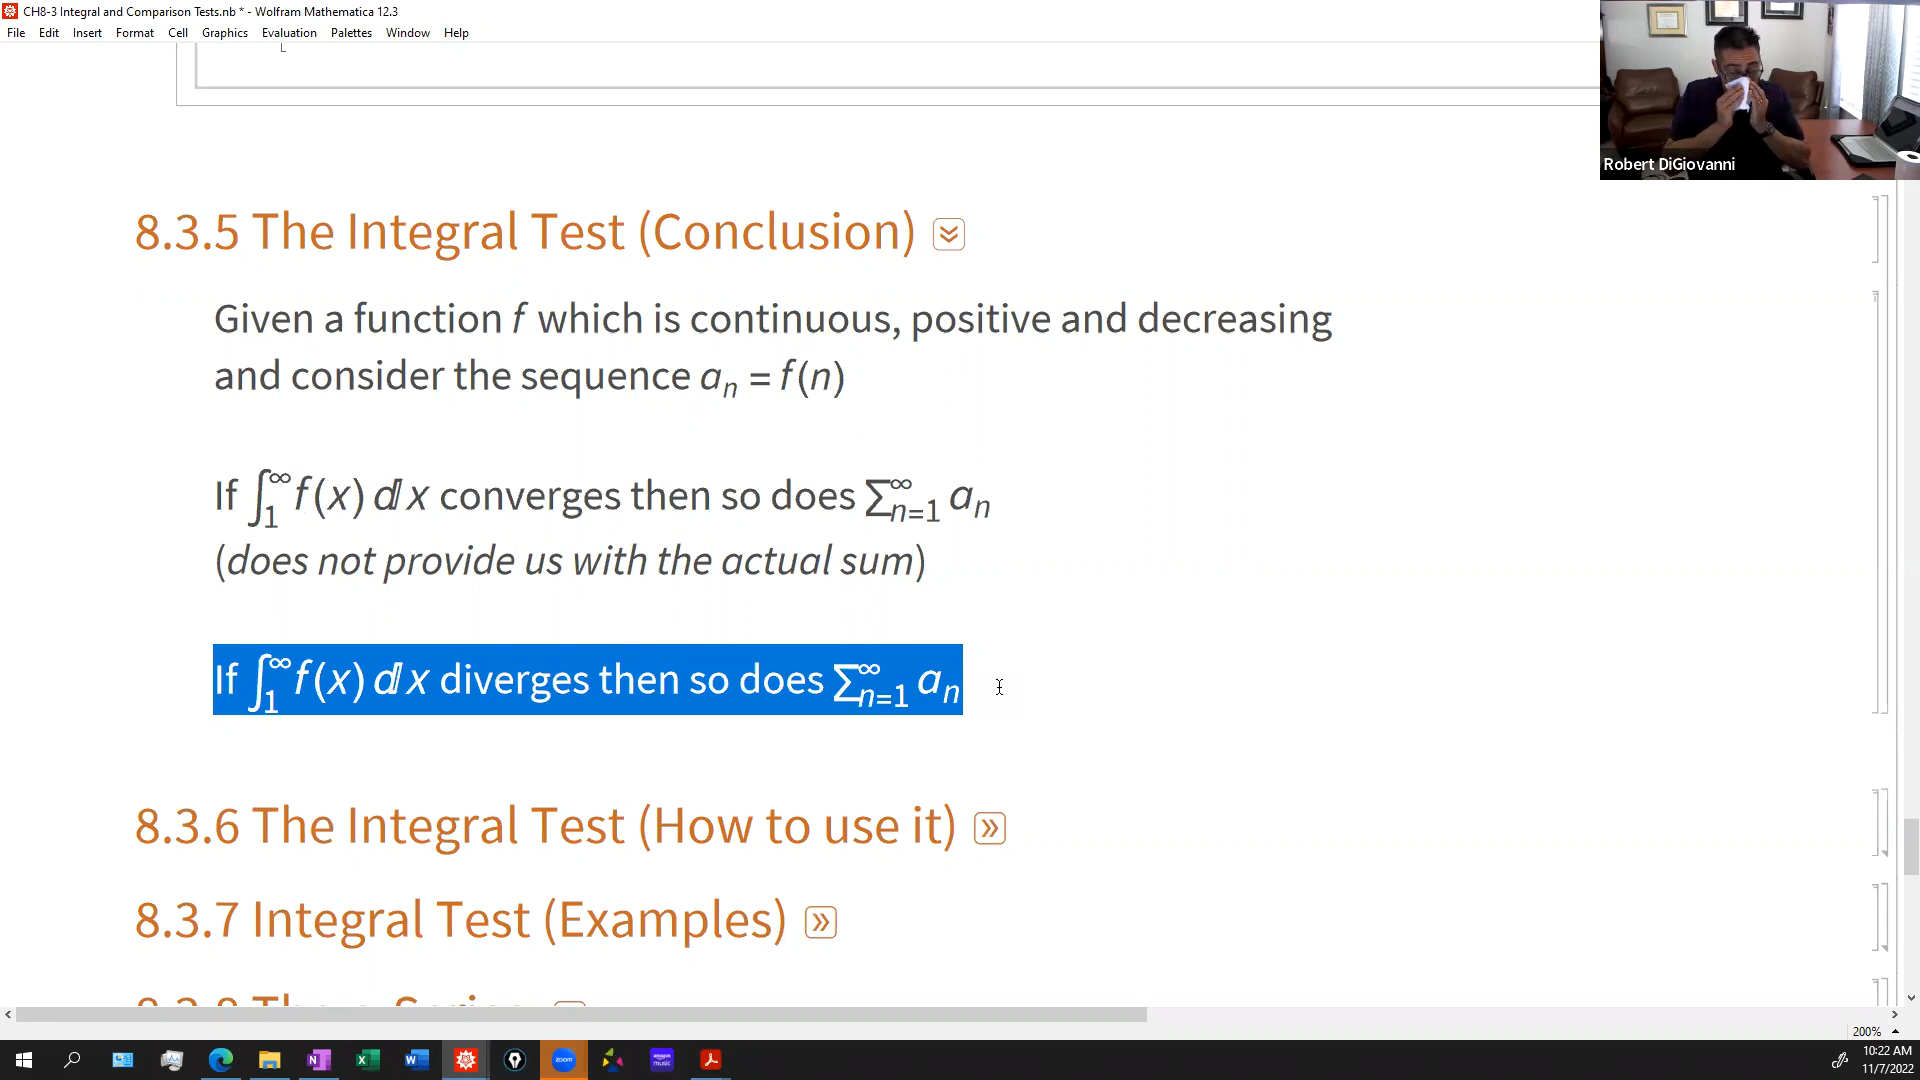 CH8-3 Integral and Comparison Tests.nb * - Wolfram Mathematica 12.3
File Edit Insert Format Cell Graphics Evaluation Palettes Window Help
Robert DiGiovanni
8.3.5 The Integral Test (Conclusion)
Given a function f which is continuous, positive and decreasing
and consider the sequence aₙ = f(n)
If ∫₁^∞ f(x) ⅆx converges then so does ∑ₙ₌₁^∞ aₙ
(does not provide us with the actual sum)
If ∫₁^∞ f(x) ⅆx diverges then so does ∑ₙ₌₁^∞ aₙ
8.3.6 The Integral Test (How to use it)
8.3.7 Integral Test (Examples)
200%
zoom
amazon music
10:22 AM
11/7/2022